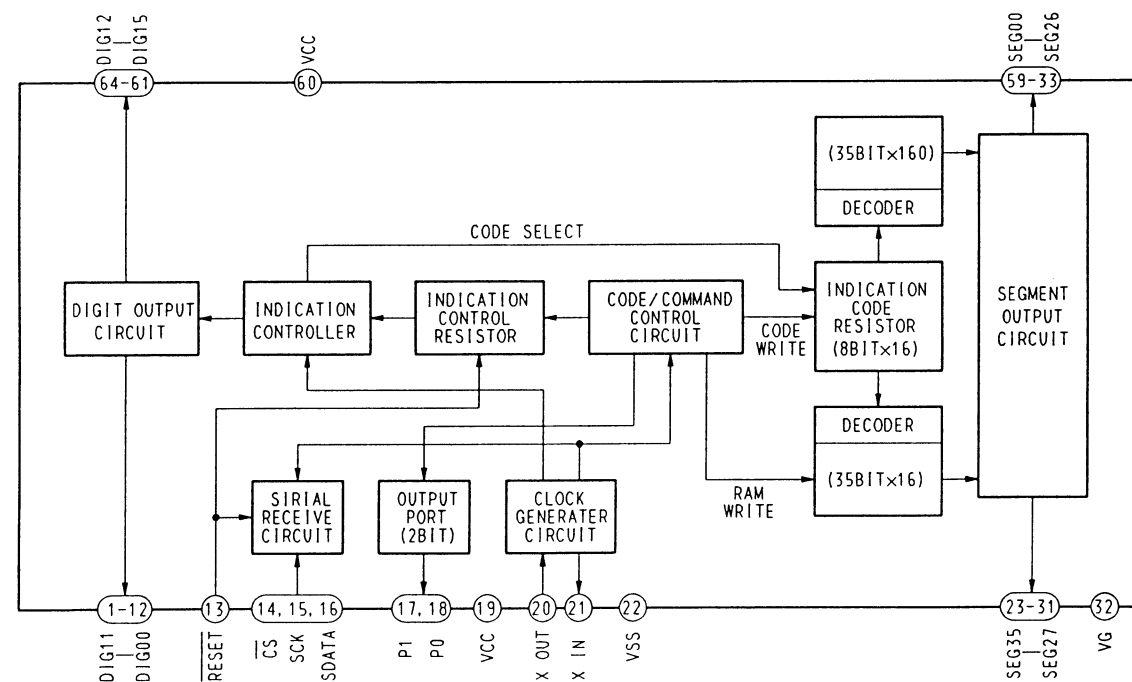 DIG12
DIG15
VCC
SEG00
SEG26
64-61
60
59-33
(35BIT×160)
DECODER
CODE SELECT
DIGIT OUTPUT
CIRCUIT
INDICATION
CONTROLLER
INDICATION
CONTROL
RESISTOR
CODE/COMMAND
CONTROL
CIRCUIT
CODE
WRITE
INDICATION
CODE
RESISTOR
(8BIT×16)
SEGMENT
OUTPUT
CIRCUIT
DECODER
(35BIT×16)
RAM
WRITE
SIRIAL
RECEIVE
CIRCUIT
OUTPUT
PORT
(2BIT)
CLOCK
GENERATER
CIRCUIT
1-12
13
14, 15, 16
17, 18
19
20
21
22
23-31
32
DIG11
DIG00
RESET
CS
SCK
SDATA
P1
P0
VCC
X OUT
X IN
VSS
SEG35
SEG27
VG